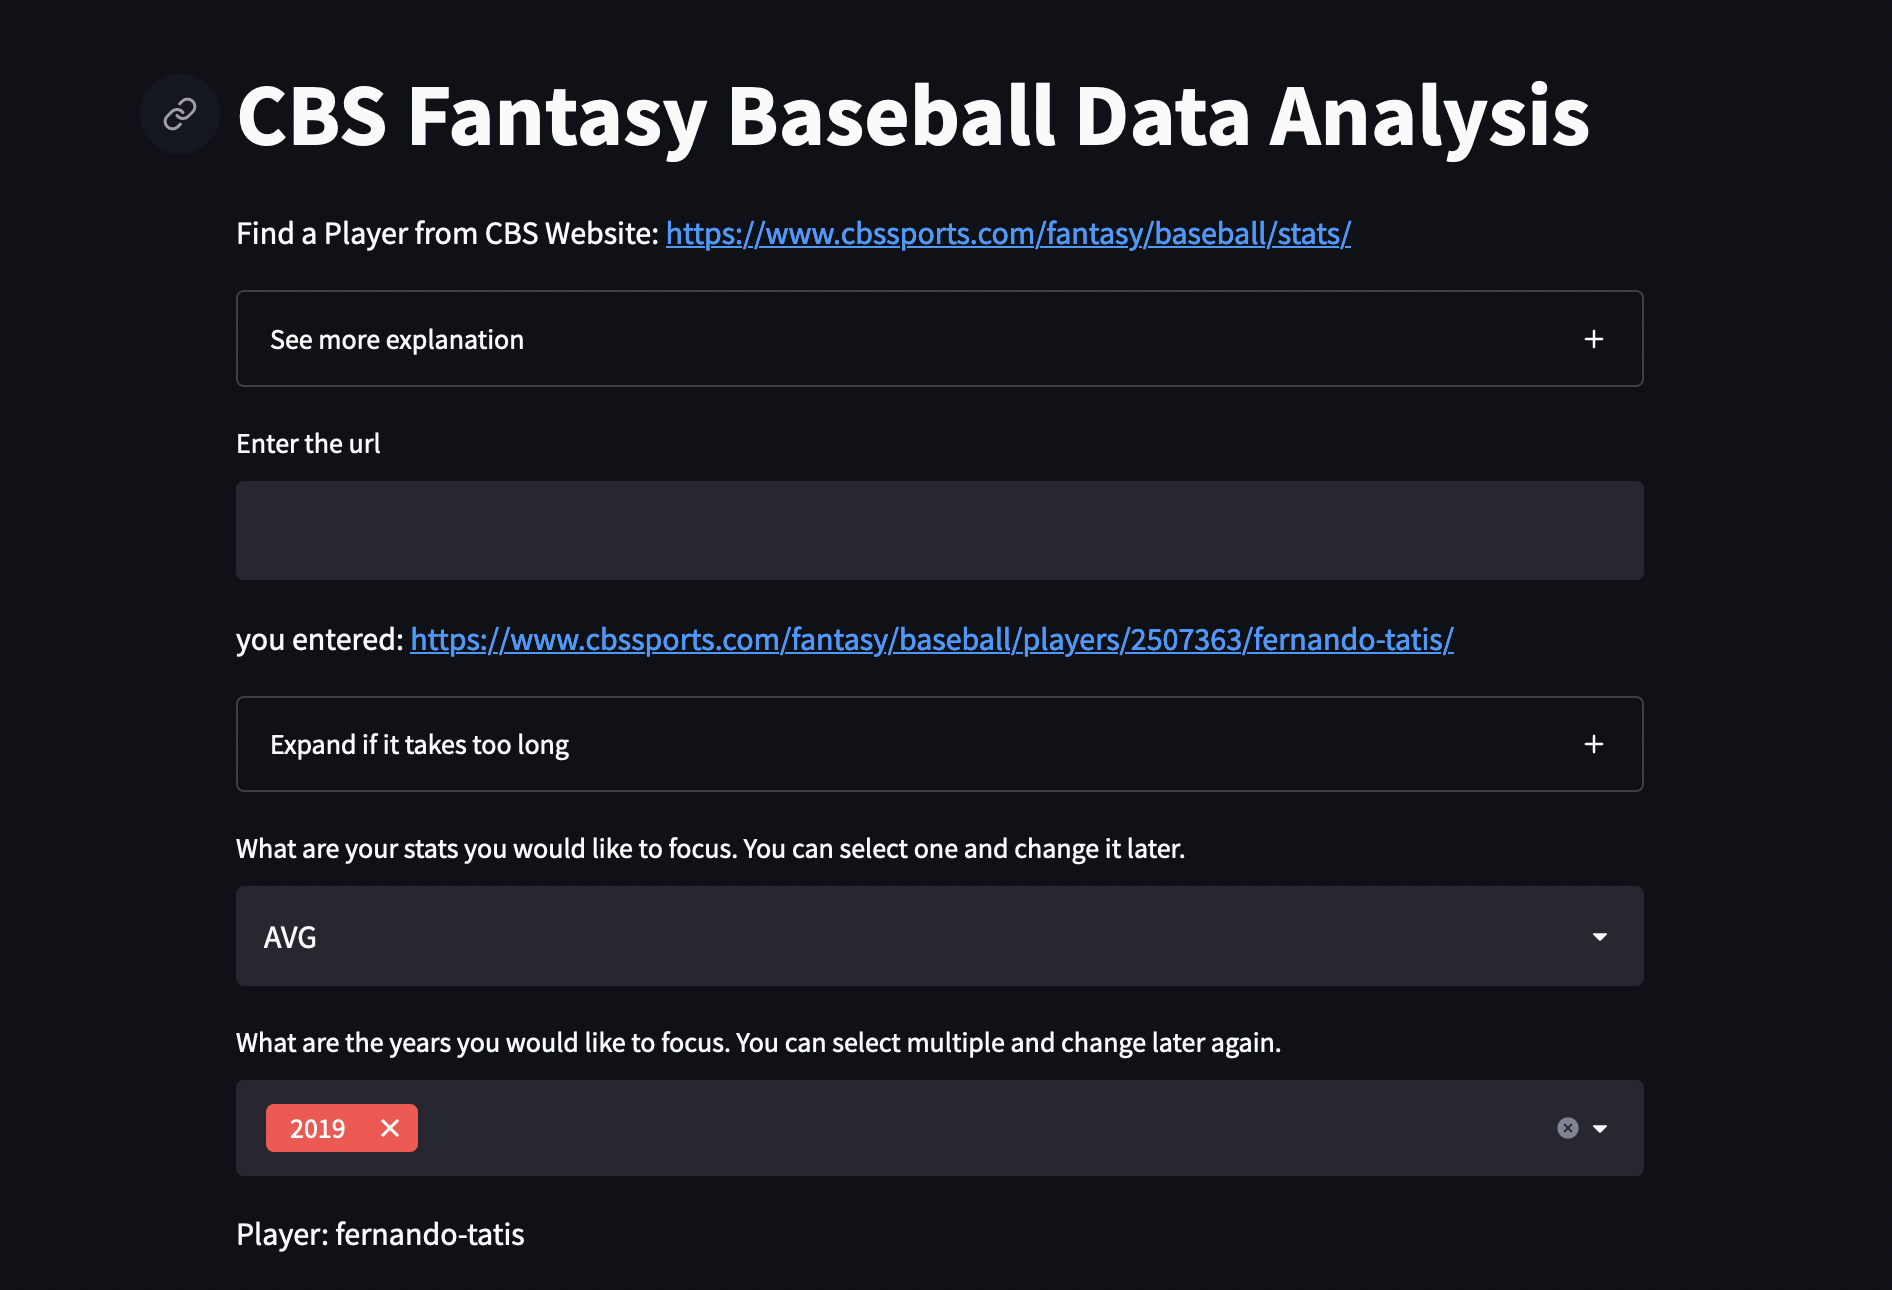 CBS Fantasy Baseball Data Analysis
Find a Player from CBS Website: https://www.cbssports.com/fantasy/baseball/stats/
See more explanation
Enter the url
you entered: https://www.cbssports.com/fantasy/baseball/players/2507363/fernando-tatis/
Expand if it takes too long
What are your stats you would like to focus. You can select one and change it later.
AVG
What are the years you would like to focus. You can select multiple and change later again.
2019
Player: fernando-tatis